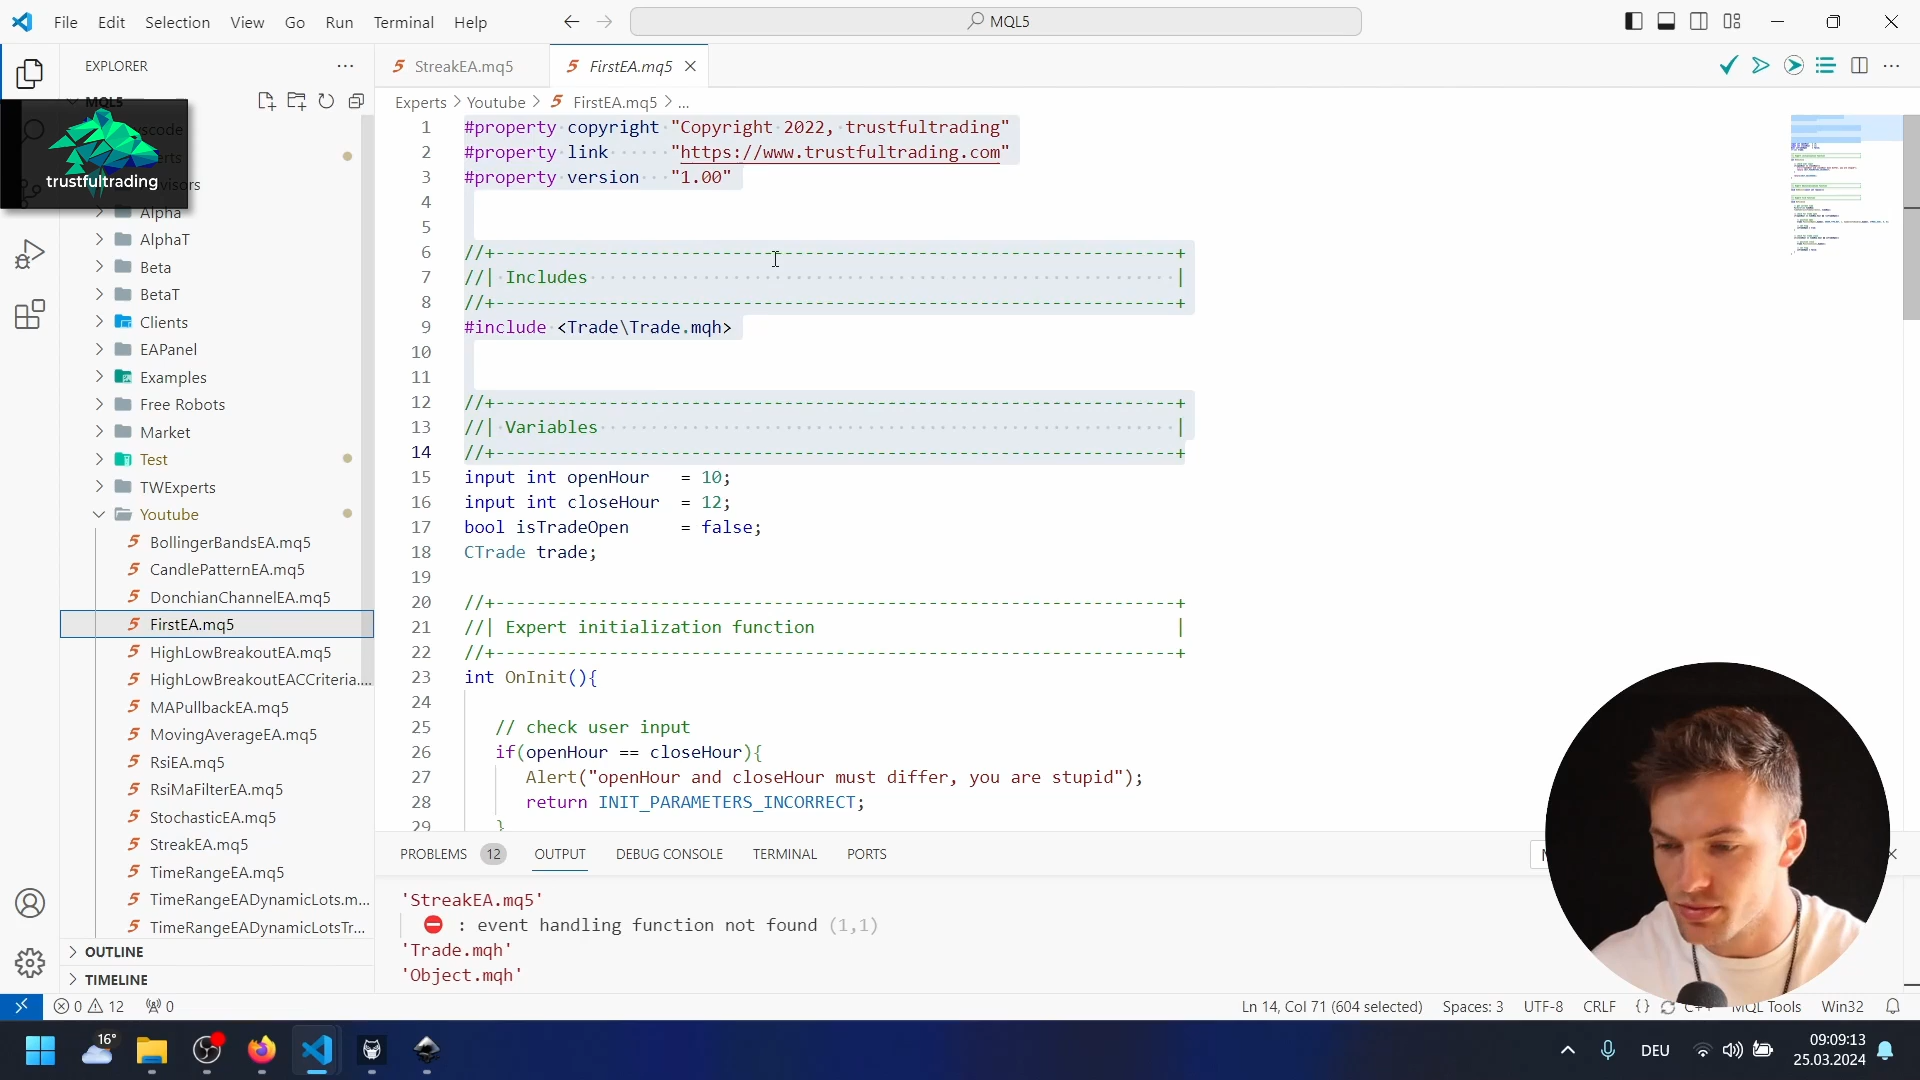 File Edit Selection View Go Run Terminal Help
MQL5
EXPLORER
StreakEA.mq5
FirstEA.mq5
Experts > Youtube > FirstEA.mq5 > ...
MQL5
trustfultrading
Alpha
AlphaT
Beta
BetaT
Clients
EAPanel
Examples
Free Robots
Market
Test
TWExperts
Youtube
BollingerBandsEA.mq5
CandlePatternEA.mq5
DonchianChannelEA.mq5
FirstEA.mq5
HighLowBreakoutEA.mq5
HighLowBreakoutEACCriteria....
MAPullbackEA.mq5
MovingAverageEA.mq5
RsiEA.mq5
RsiMaFilterEA.mq5
StochasticEA.mq5
StreakEA.mq5
TimeRangeEA.mq5
TimeRangeEADynamicLots.m...
TimeRangeEADynamicLotsTr...
OUTLINE
TIMELINE
1 #property copyright "Copyright 2022, trustfultrading"
2 #property link "https://www.trustfultrading.com"
3 #property version "1.00"
4
5
6 //+------------------------------------------------------------------+
7 //| Includes |
8 //+------------------------------------------------------------------+
9 #include <Trade\Trade.mqh>
10
11
12 //+------------------------------------------------------------------+
13 //| Variables |
14 //+------------------------------------------------------------------+
15 input int openHour = 10;
16 input int closeHour = 12;
17 bool isTradeOpen = false;
18 CTrade trade;
19
20 //+------------------------------------------------------------------+
21 //| Expert initialization function |
22 //+------------------------------------------------------------------+
23 int OnInit(){
24
25 // check user input
26 if(openHour == closeHour){
27 Alert("openHour and closeHour must differ, you are stupid");
28 return INIT_PARAMETERS_INCORRECT;
29 }
PROBLEMS 12 OUTPUT DEBUG CONSOLE TERMINAL PORTS
'StreakEA.mq5'
: event handling function not found (1,1)
'Trade.mqh'
'Object.mqh'
0 12 0
Ln 14, Col 71 (604 selected) Spaces: 3 UTF-8 CRLF {} C++ MQL Tools Win32
16°
DEU
09:09:13
25.03.2024